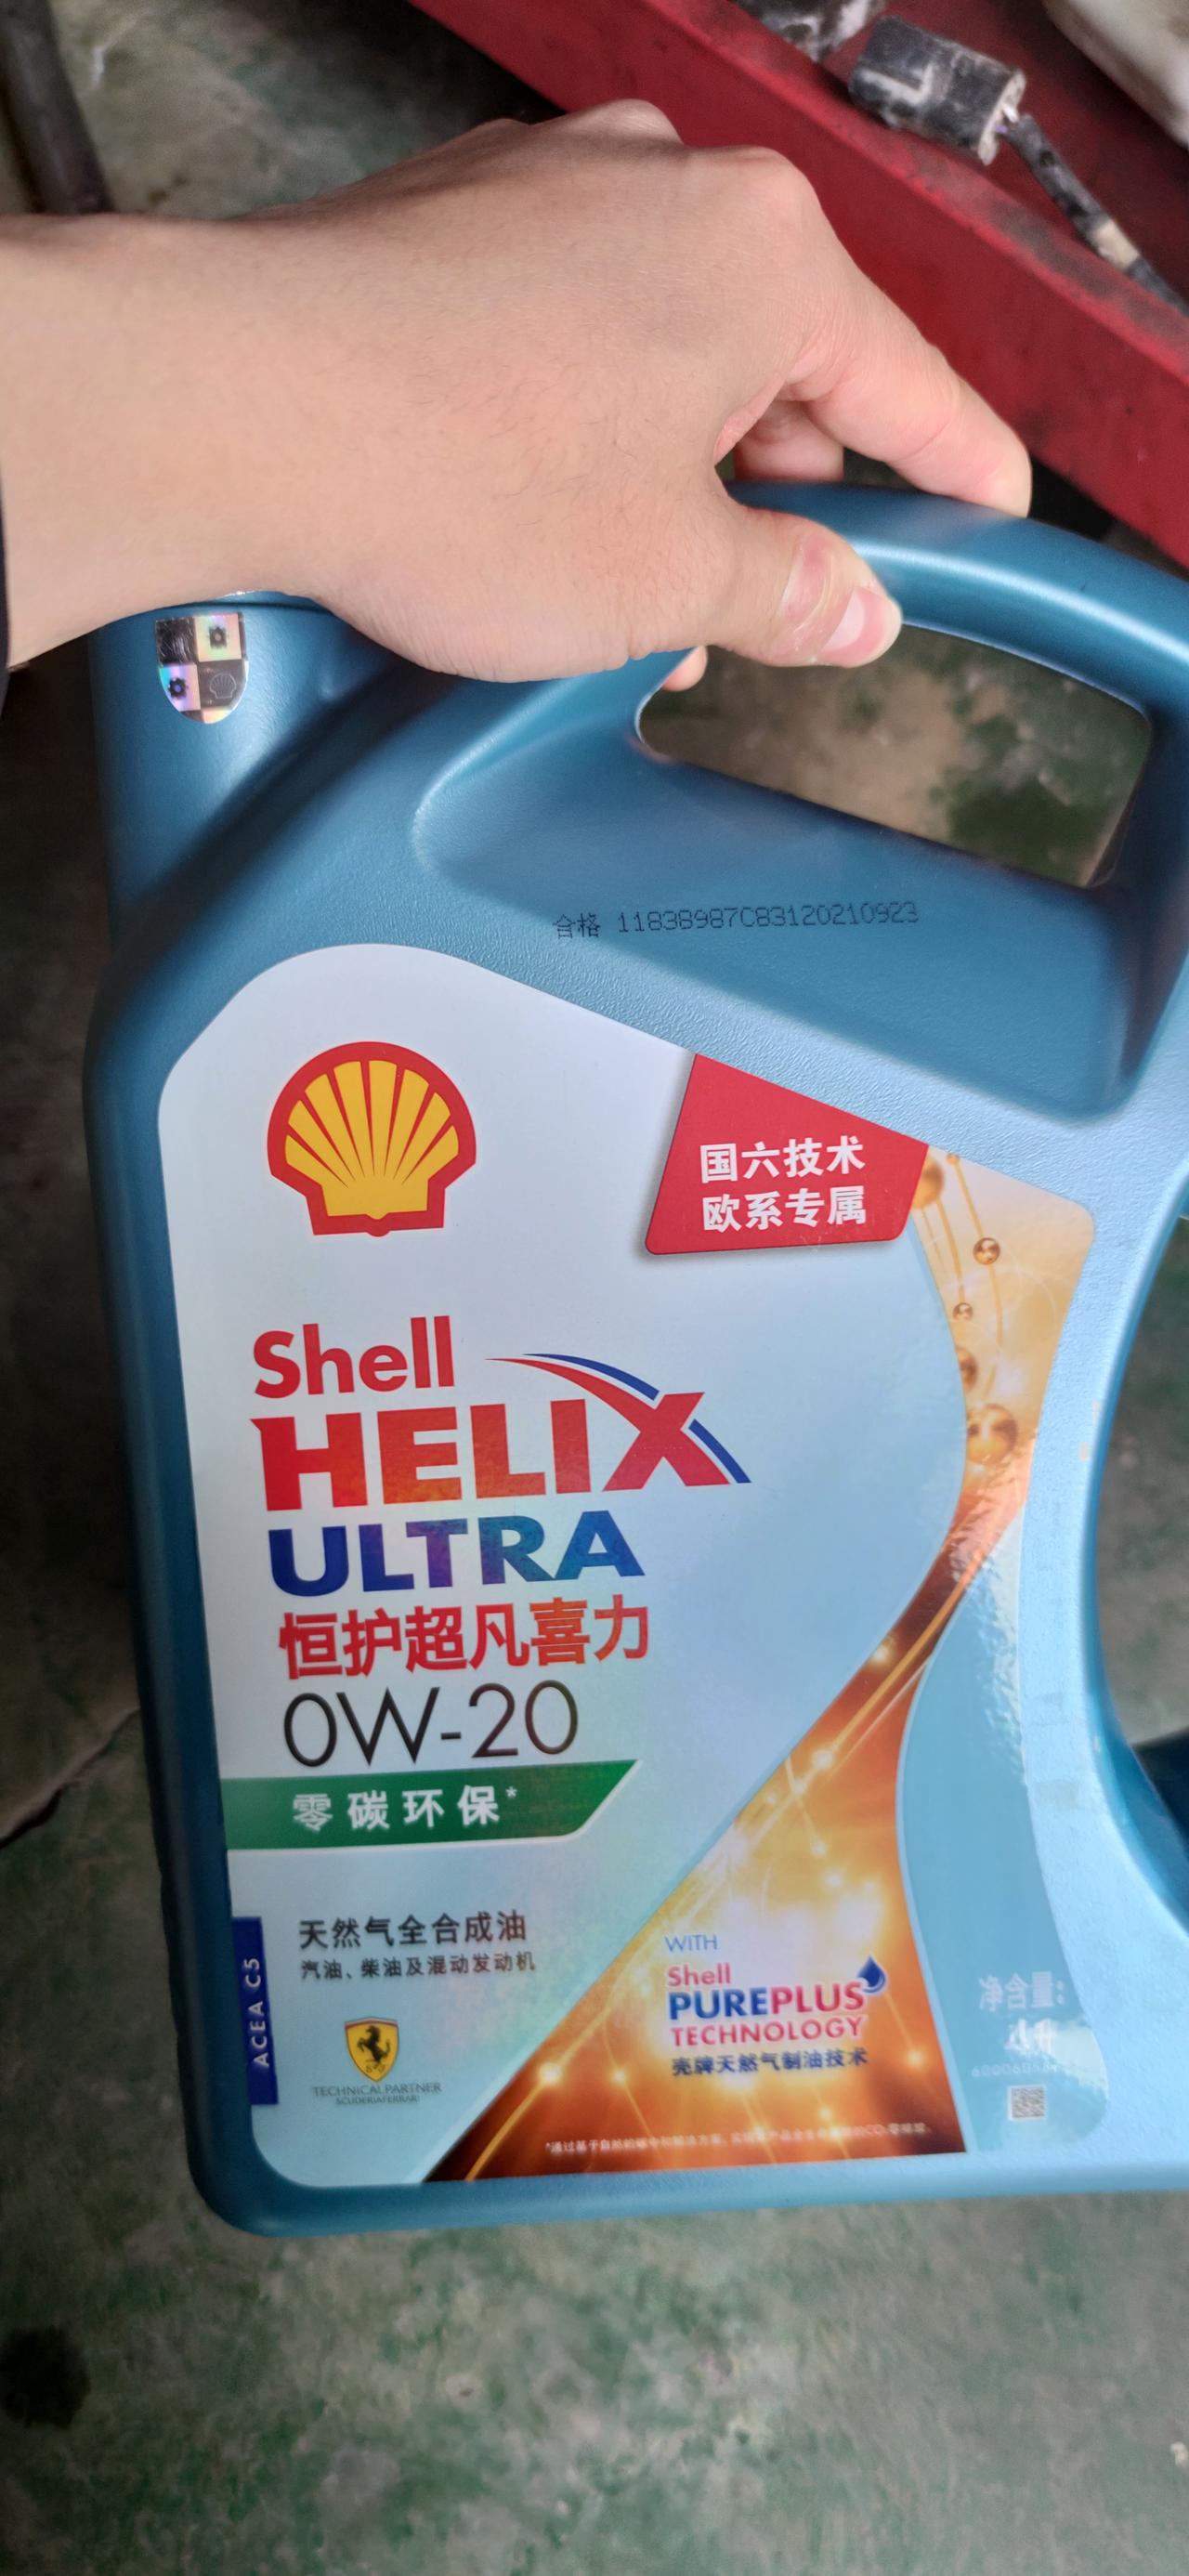 合格 11838987C83120210923
国六技术
欧系专属
Shell
HELIX
ULTRA
恒护超凡喜力
0W-20
零碳环保*
天然气全合成油
汽油、柴油及混动发动机
ACEA C5
TECHNICAL PARTNER
SCUDERIA FERRARI
WITH
Shell
PUREPLUS
TECHNOLOGY
壳牌天然气制油技术
净含量: